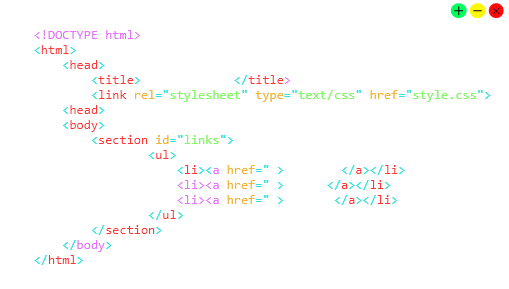 <!DOCTYPE html>
<html>
<head>
<title> </title>
<link rel="stylesheet" type="text/css" href="style.css">
<head>
<body>
<section id="links">
<ul>
<li><a href=" > </a></li>
<li><a href=" > </a></li>
<li><a href=" > </a></li>
</ul>
</section>
</body>
</html>